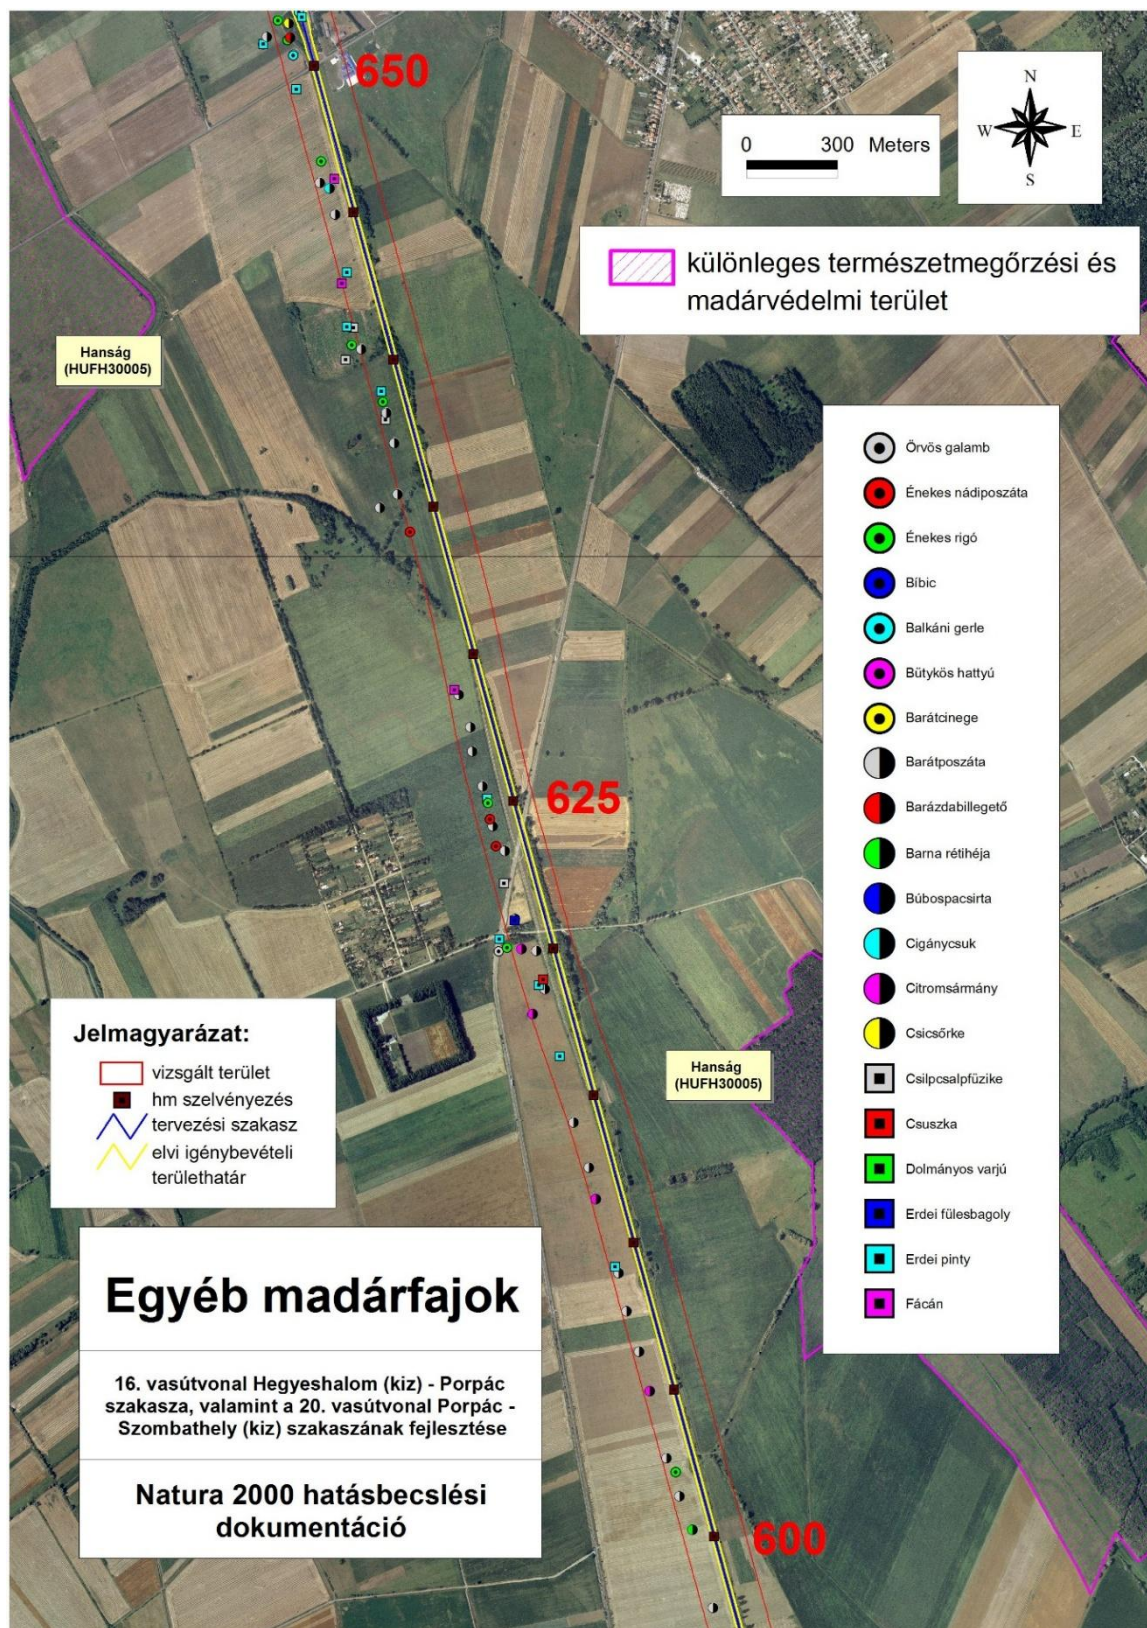 650
0 300 Meters
N
W E
S
különleges természetmegőrzési és
madárvédelmi terület
Hanság
(HUFH30005)
Örvös galamb
Énekes nádiposzáta
Énekes rigó
Bíbic
Balkáni gerle
Bütykös hattyú
Barátcinege
Barátposzáta
Barázdabillegető
Barna rétihéja
Búbospacsirta
Cigánycsuk
Citromsármány
Csicsőrke
Csilpcsalpfüzike
Csuszka
Dolmányos varjú
Erdei fülesbagoly
Erdei pinty
Fácán
625
Hanság
(HUFH30005)
Jelmagyarázat:
vizsgált terület
hm szelvényezés
tervezési szakasz
elvi igénybevételi
területhatár
Egyéb madárfajok
16. vasútvonal Hegyeshalom (kiz) - Porpác
szakasza, valamint a 20. vasútvonal Porpác -
Szombathely (kiz) szakaszának fejlesztése
Natura 2000 hatásbecslési
dokumentáció
600